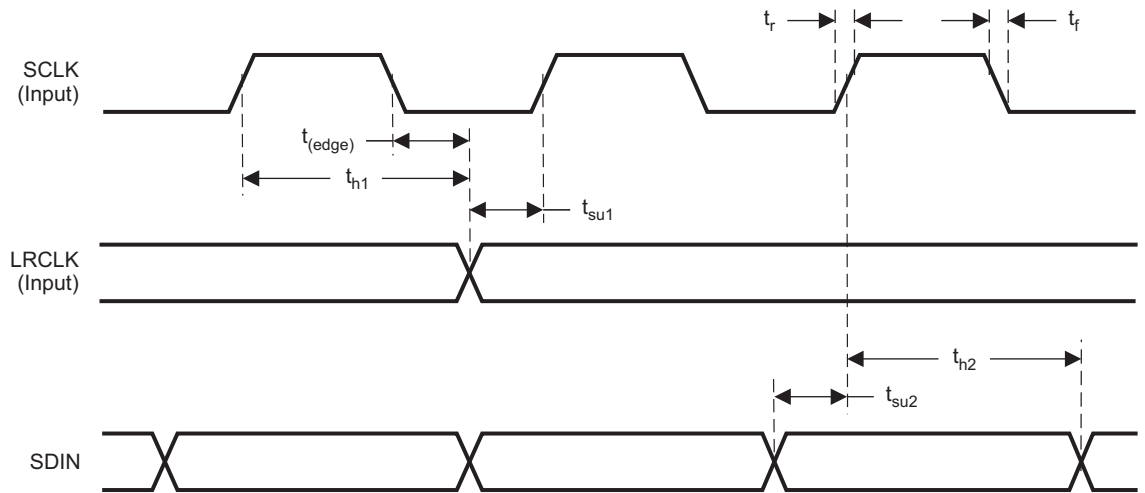 t_r
t_f
SCLK
(Input)
t_(edge)
t_h1
t_su1
LRCLK
(Input)
t_h2
t_su2
SDIN